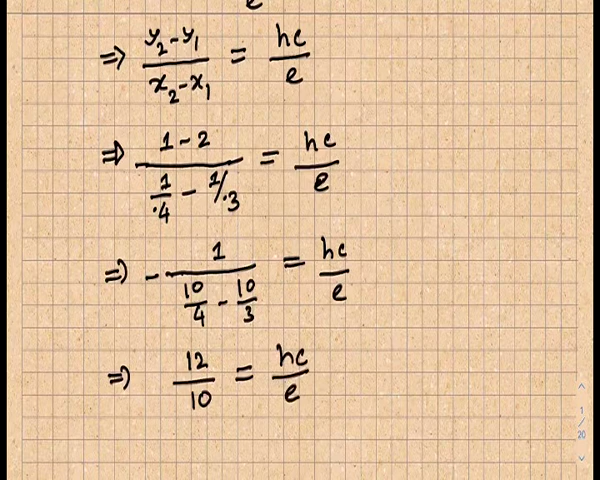 e
⇒ y₂-y₁ / x₂-x₁ = hc/e
⇒ 1-2 / (1/.4 - 1/.3) = hc/e
⇒ - 1 / (10/4 - 10/3) = hc/e
⇒ 12/10 = hc/e
1
/
20